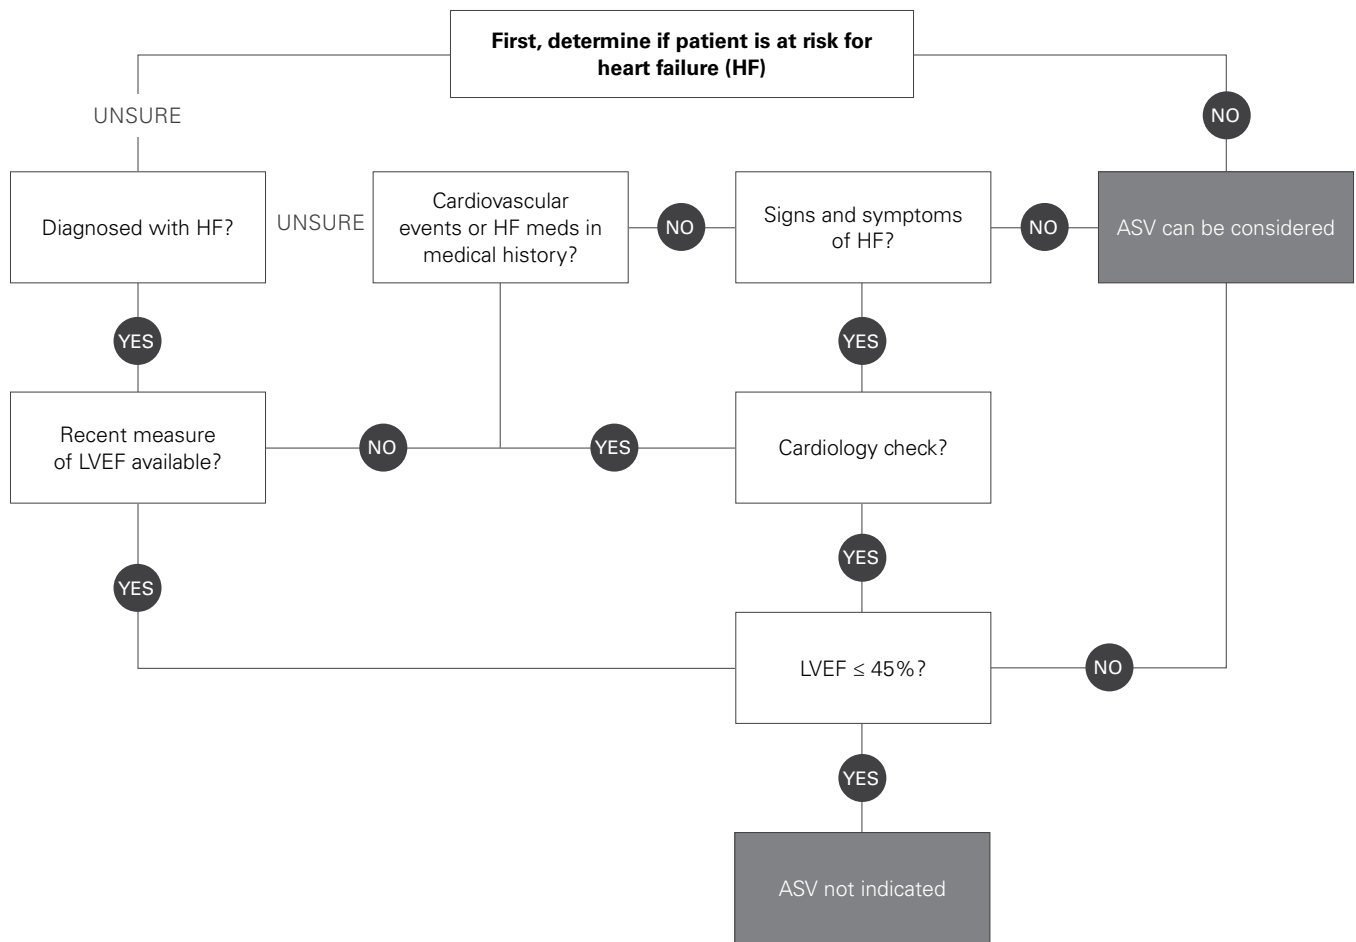 First, determine if patient is at risk for
heart failure (HF)
UNSURE
NO
Diagnosed with HF?
UNSURE
Cardiovascular
events or HF meds in
medical history?
NO
Signs and symptoms
of HF?
NO
ASV can be considered
YES
YES
Recent measure
of LVEF available?
NO
YES
Cardiology check?
YES
YES
LVEF ≤ 45%?
NO
YES
ASV not indicated